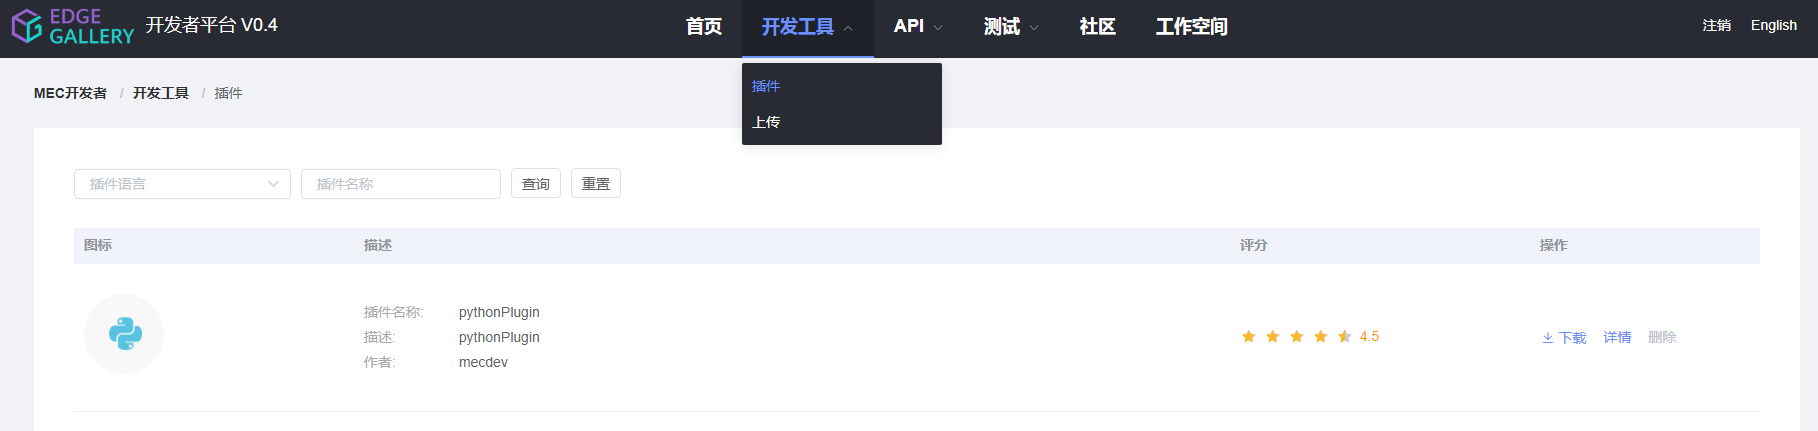 EDGE GALLERY 开发者平台 V0.4 首页 开发工具 API 测试 社区 工作空间 注销 English
插件
上传
MEC开发者 / 开发工具 / 插件
插件语言 插件名称 查询 重置
图标 描述 评分 操作
插件名称: pythonPlugin
描述: pythonPlugin
作者: mecdev
4.5 下载 详情 删除